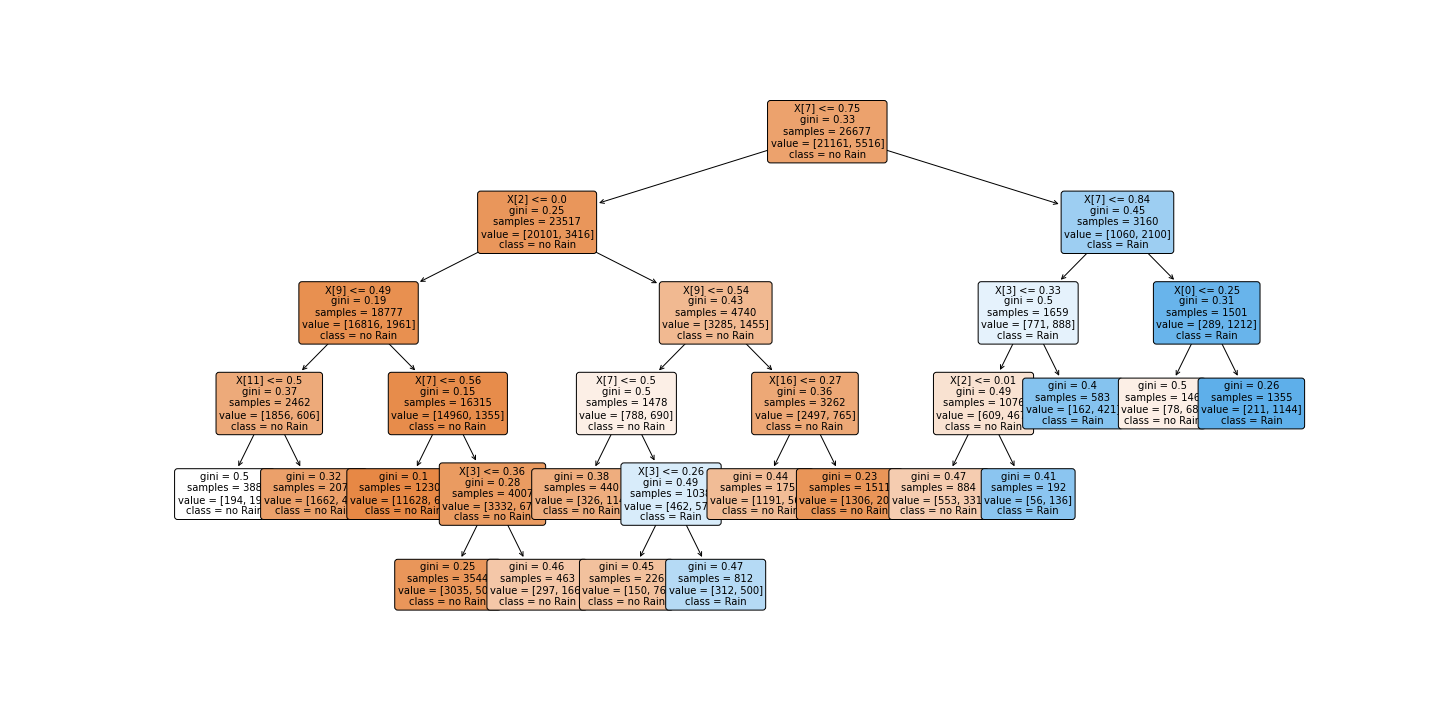 X[7] <= 0.75
gini = 0.33
samples = 26677
value = [21161, 5516]
class = no Rain
X[2] <= 0.0
gini = 0.25
samples = 23517
value = [20101, 3416]
class = no Rain
X[7] <= 0.84
gini = 0.45
samples = 3160
value = [1060, 2100]
class = Rain
X[9] <= 0.49
gini = 0.19
samples = 18777
value = [16816, 1961]
class = no Rain
X[9] <= 0.54
gini = 0.43
samples = 4740
value = [3285, 1455]
class = no Rain
X[3] <= 0.33
gini = 0.5
samples = 1659
value = [771, 888]
class = Rain
X[0] <= 0.25
gini = 0.31
samples = 1501
value = [289, 1212]
class = Rain
X[11] <= 0.5
gini = 0.37
samples = 2462
value = [1856, 606]
class = no Rain
X[7] <= 0.56
gini = 0.15
samples = 16315
value = [14960, 1355]
class = no Rain
X[7] <= 0.5
gini = 0.5
samples = 1478
value = [788, 690]
class = no Rain
X[16] <= 0.27
gini = 0.36
samples = 3262
value = [2497, 765]
class = no Rain
X[2] <= 0.01
gini = 0.49
samples = 1076
value = [609, 467
class = no Rain
gini = 0.4
samples = 583
value = [162, 421]
class = Rain
gini = 0.5
samples = 146
value = [78, 68
class = no Rain
gini = 0.26
samples = 1355
value = [211, 1144]
class = Rain
gini = 0.5
samples = 388
value = [194, 19
class = no Rain
gini = 0.32
samples = 207
value = [1662, 4
class = no Rain
gini = 0.1
samples = 1230
value = [11628, 6
class = no Rain
X[3] <= 0.36
gini = 0.28
samples = 4007
value = [3332, 67
class = no Rain
gini = 0.38
samples = 440
value = [326, 11
class = no Rain
X[3] <= 0.26
gini = 0.49
samples = 103
value = [462, 57
class = Rain
gini = 0.44
samples = 175
value = [1191, 5
class = no Rain
gini = 0.23
samples = 1511
value = [1306, 20
class = no Rain
gini = 0.47
samples = 884
value = [553, 331
class = no Rain
gini = 0.41
samples = 192
value = [56, 136]
class = Rain
gini = 0.25
samples = 3544
value = [3035, 50
class = no Rain
gini = 0.46
samples = 463
value = [297, 166
class = no Rain
gini = 0.45
samples = 226
value = [150, 76
class = no Rain
gini = 0.47
samples = 812
value = [312, 500]
class = Rain